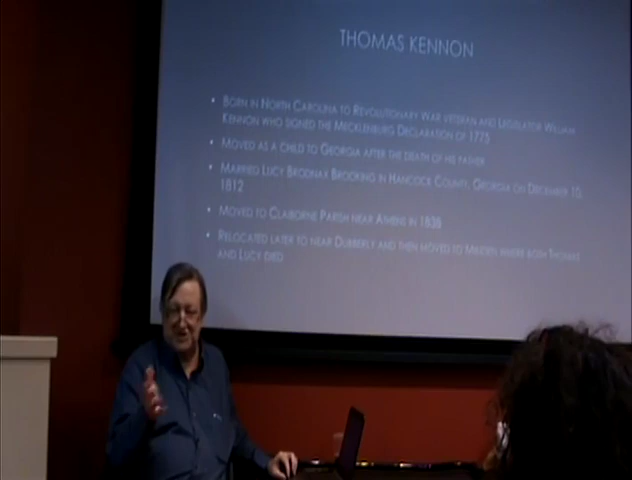 THOMAS KENNON
• BORN IN NORTH CAROLINA TO REVOLUTIONARY WAR VETERAN AND LEGISLATOR WILLIAM
KENNON WHO SIGNED THE MECKLENBURG DECLARATION OF 1775
• MOVED AS A CHILD TO GEORGIA AFTER THE DEATH OF HIS FATHER
• MARRIED LUCY BRODNAX BROOKING IN HANCOCK COUNTY, GEORGIA ON DECEMBER 10,
1812
• MOVED TO CLAIBORNE PARISH NEAR ATHENS IN 1838
• RELOCATED LATER TO NEAR DUBBERLY AND THEN MOVED TO MINDEN WHERE BOTH THOMAS
AND LUCY DIED